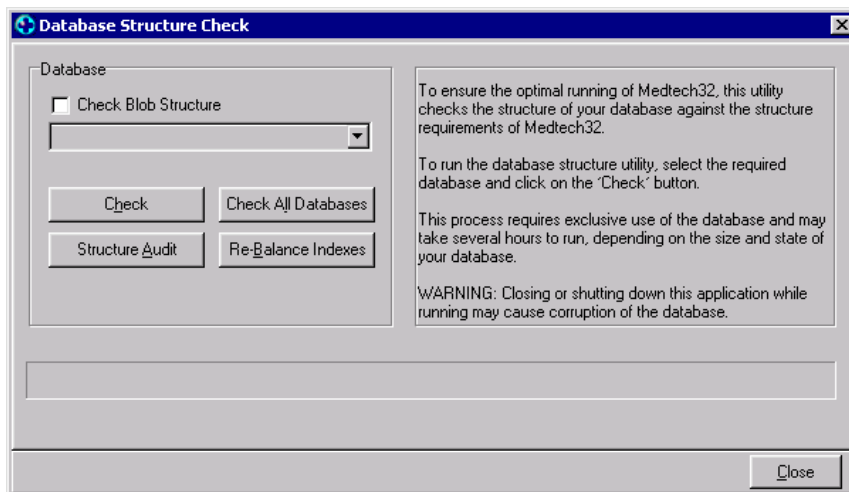 Database Structure Check
Database
Check Blob Structure
Check
Check All Databases
Structure Audit
Re-Balance Indexes
To ensure the optimal running of Medtech32, this utility
checks the structure of your database against the structure
requirements of Medtech32.
To run the database structure utility, select the required
database and click on the ‘Check’ button.
This process requires exclusive use of the database and may
take several hours to run, depending on the size and state of
your database.
WARNING: Closing or shutting down this application while
running may cause corruption of the database.
Close